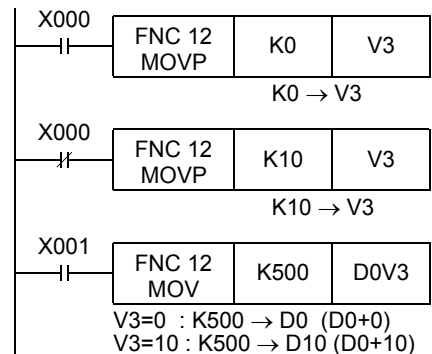 X000
FNC 12
MOVP K0 V3
K0 → V3
X000
FNC 12
MOVP K10 V3
K10 → V3
X001
FNC 12
MOV K500 D0V3
V3=0 : K500 → D0 (D0+0)
V3=10 : K500 → D10 (D0+10)